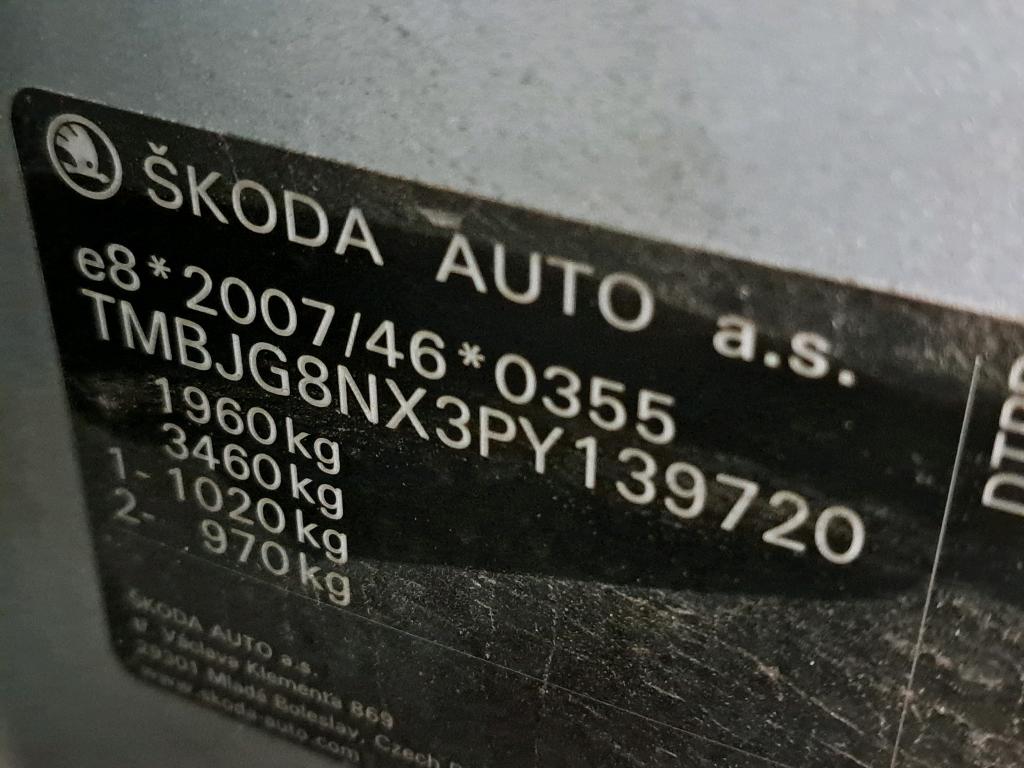 ŠKODA AUTO a.s.
e8*2007/46*0355
TMBJG8NX3PY139720
1960kg
3460kg
1- 1020kg
2- 970kg
ŠKODA AUTO a.s.
tř. Václava Klementa 869
29301 Mladá Boleslav, Czech
www.skoda-auto.com